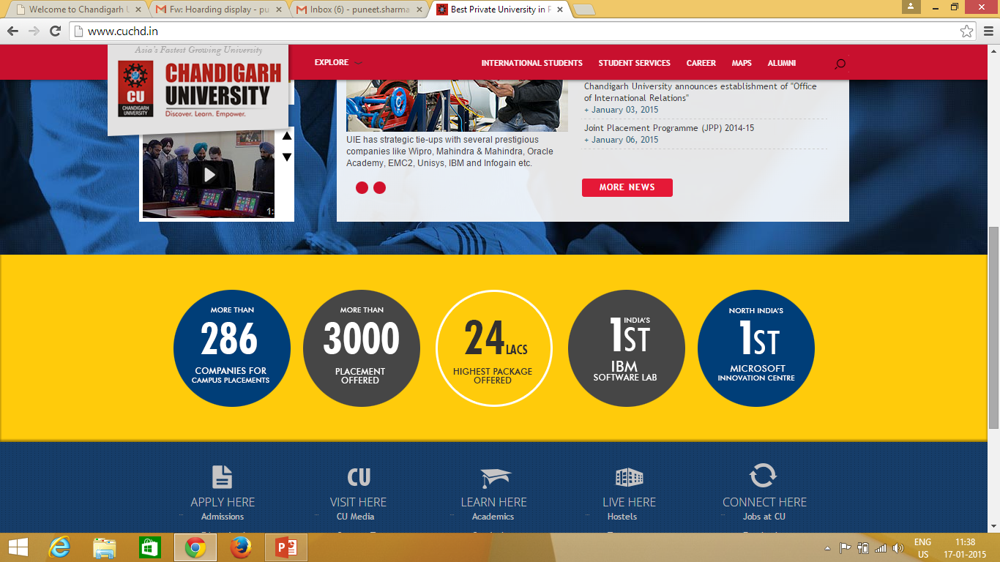 Welcome to Chandigarh U
Fw: Hoarding display - pu
Inbox (6) - puneet.sharma
Best Private University in P
www.cuchd.in
Asia's Fastest Growing University
CU
CHANDIGARH
UNIVERSITY
CHANDIGARH
UNIVERSITY
Discover. Learn. Empower.
EXPLORE
INTERNATIONAL STUDENTS
STUDENT SERVICES
CAREER
MAPS
ALUMNI
1:
UIE has strategic tie-ups with several prestigious
companies like Wipro, Mahindra & Mahindra, Oracle
Academy, EMC2, Unisys, IBM and Infogain etc.
Chandigarh University announces establishment of "Office
of International Relations"
+ January 03, 2015
Joint Placement Programme (JPP) 2014-15
+ January 06, 2015
MORE NEWS
MORE THAN
286
COMPANIES FOR
CAMPUS PLACEMENTS
MORE THAN
3000
PLACEMENT
OFFERED
24 LACS
HIGHEST PACKAGE
OFFERED
INDIA'S
1ST
IBM
SOFTWARE LAB
NORTH INDIA'S
1ST
MICROSOFT
INNOVATION CENTRE
APPLY HERE
Admissions
CU
VISIT HERE
CU Media
LEARN HERE
Academics
LIVE HERE
Hostels
CONNECT HERE
Jobs at CU
ENG
US
11:38
17-01-2015